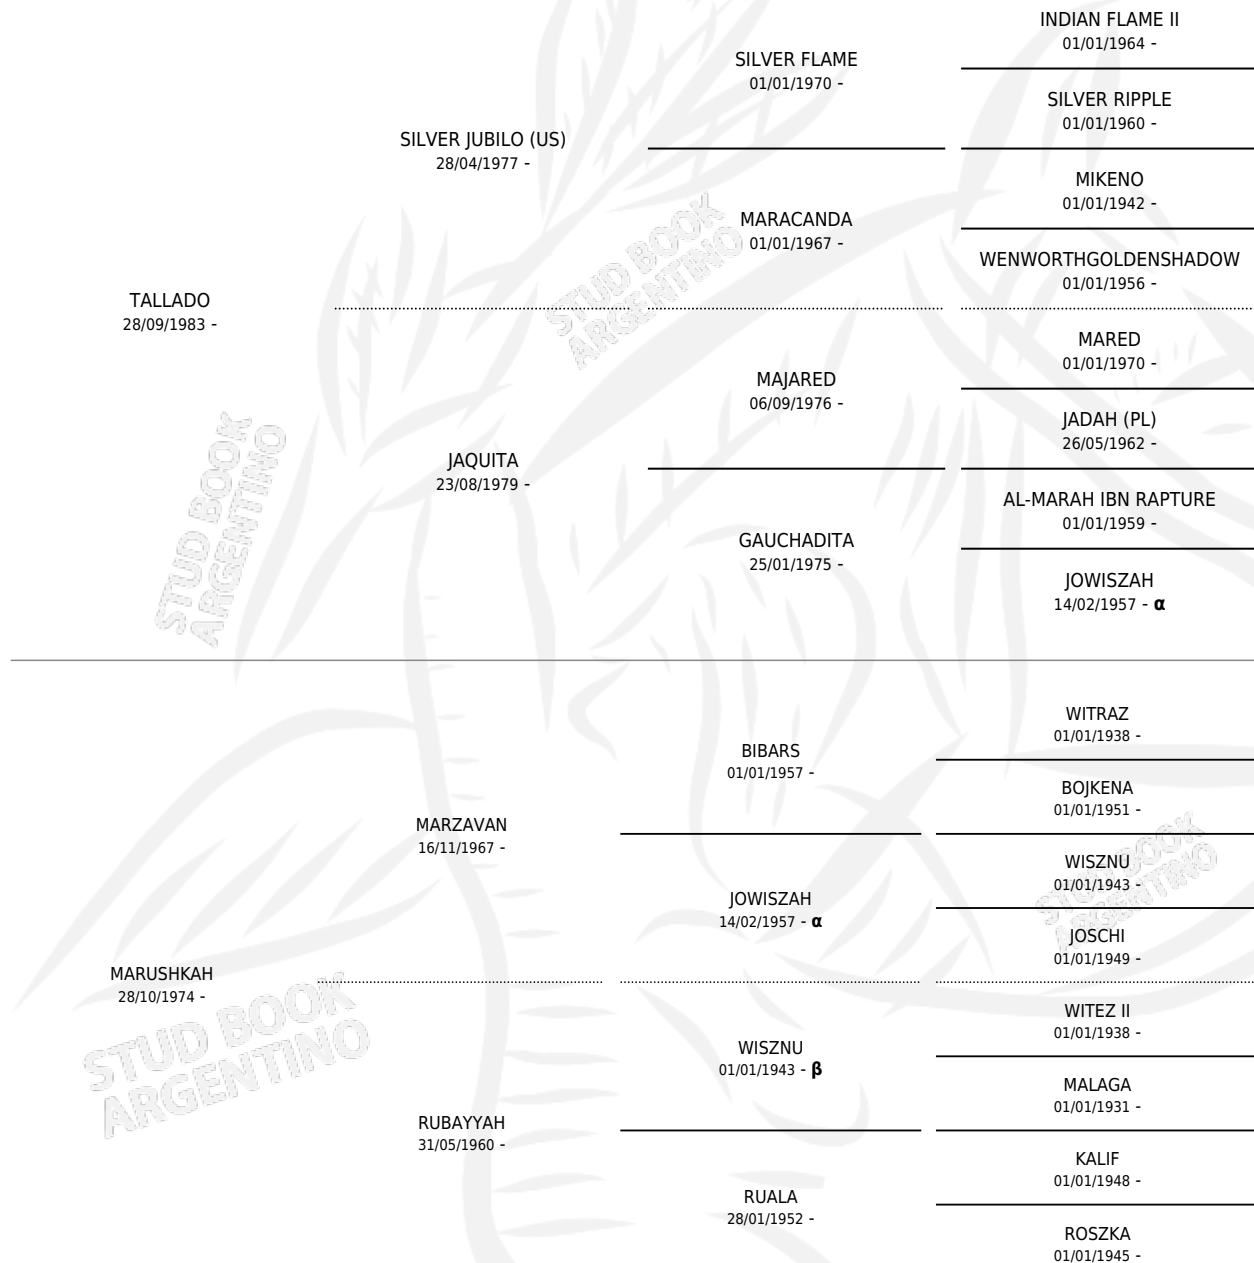 INDIAN FLAME II
01/01/1964 -
SILVER FLAME
01/01/1970 -
SILVER RIPPLE
01/01/1960 -
SILVER JUBILO (US)
28/04/1977 -
MIKENO
01/01/1942 -
MARACANDA
01/01/1967 -
WENWORTHGOLDENSHADOW
01/01/1956 -
TALLADO
28/09/1983 -
STUD BOOK
ARGENTINO
MARED
01/01/1970 -
MAJARED
06/09/1976 -
JADAH (PL)
26/05/1962 -
JAQUITA
23/08/1979 -
AL-MARAH IBN RAPTURE
01/01/1959 -
GAUCHADITA
25/01/1975 -
JOWISZAH
14/02/1957 - α
STUD BOOK
ARGENTINO
WITRAZ
01/01/1938 -
BIBARS
01/01/1957 -
BOJKENA
01/01/1951 -
MARZAVAN
16/11/1967 -
WISZNU
01/01/1943 -
JOWISZAH
14/02/1957 - α
JOSCHI
01/01/1949 -
STUD BOOK
ARGENTINO
MARUSHKAH
28/10/1974 -
WITEZ II
01/01/1938 -
WISZNU
01/01/1943 - β
MALAGA
01/01/1931 -
STUD BOOK
ARGENTINO
RUBAYYAH
31/05/1960 -
KALIF
01/01/1948 -
RUALA
28/01/1952 -
ROSZKA
01/01/1945 -